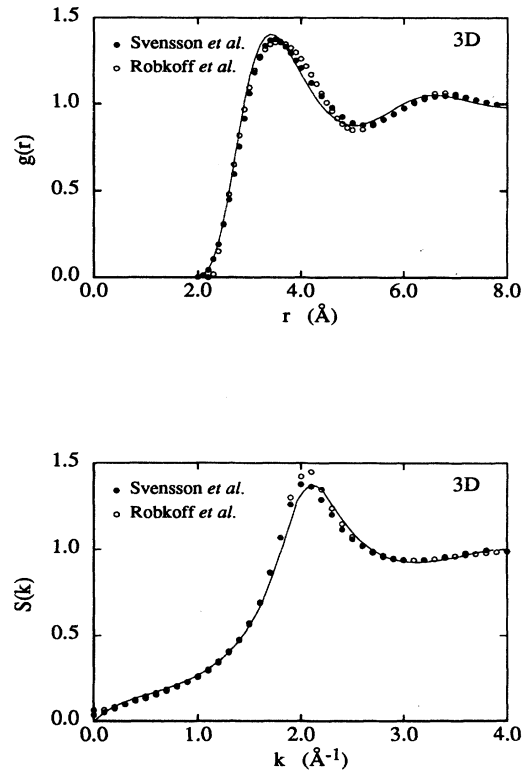 1.5
Svensson et al.
Robkoff et al.
3D
1.0
g(r)
0.5
0.0
0.0 2.0 4.0 6.0 8.0
r (Å)
1.5
Svensson et al.
Robkoff et al.
3D
1.0
S(k)
0.5
0.0
0.0 1.0 2.0 3.0 4.0
k (Å-1)